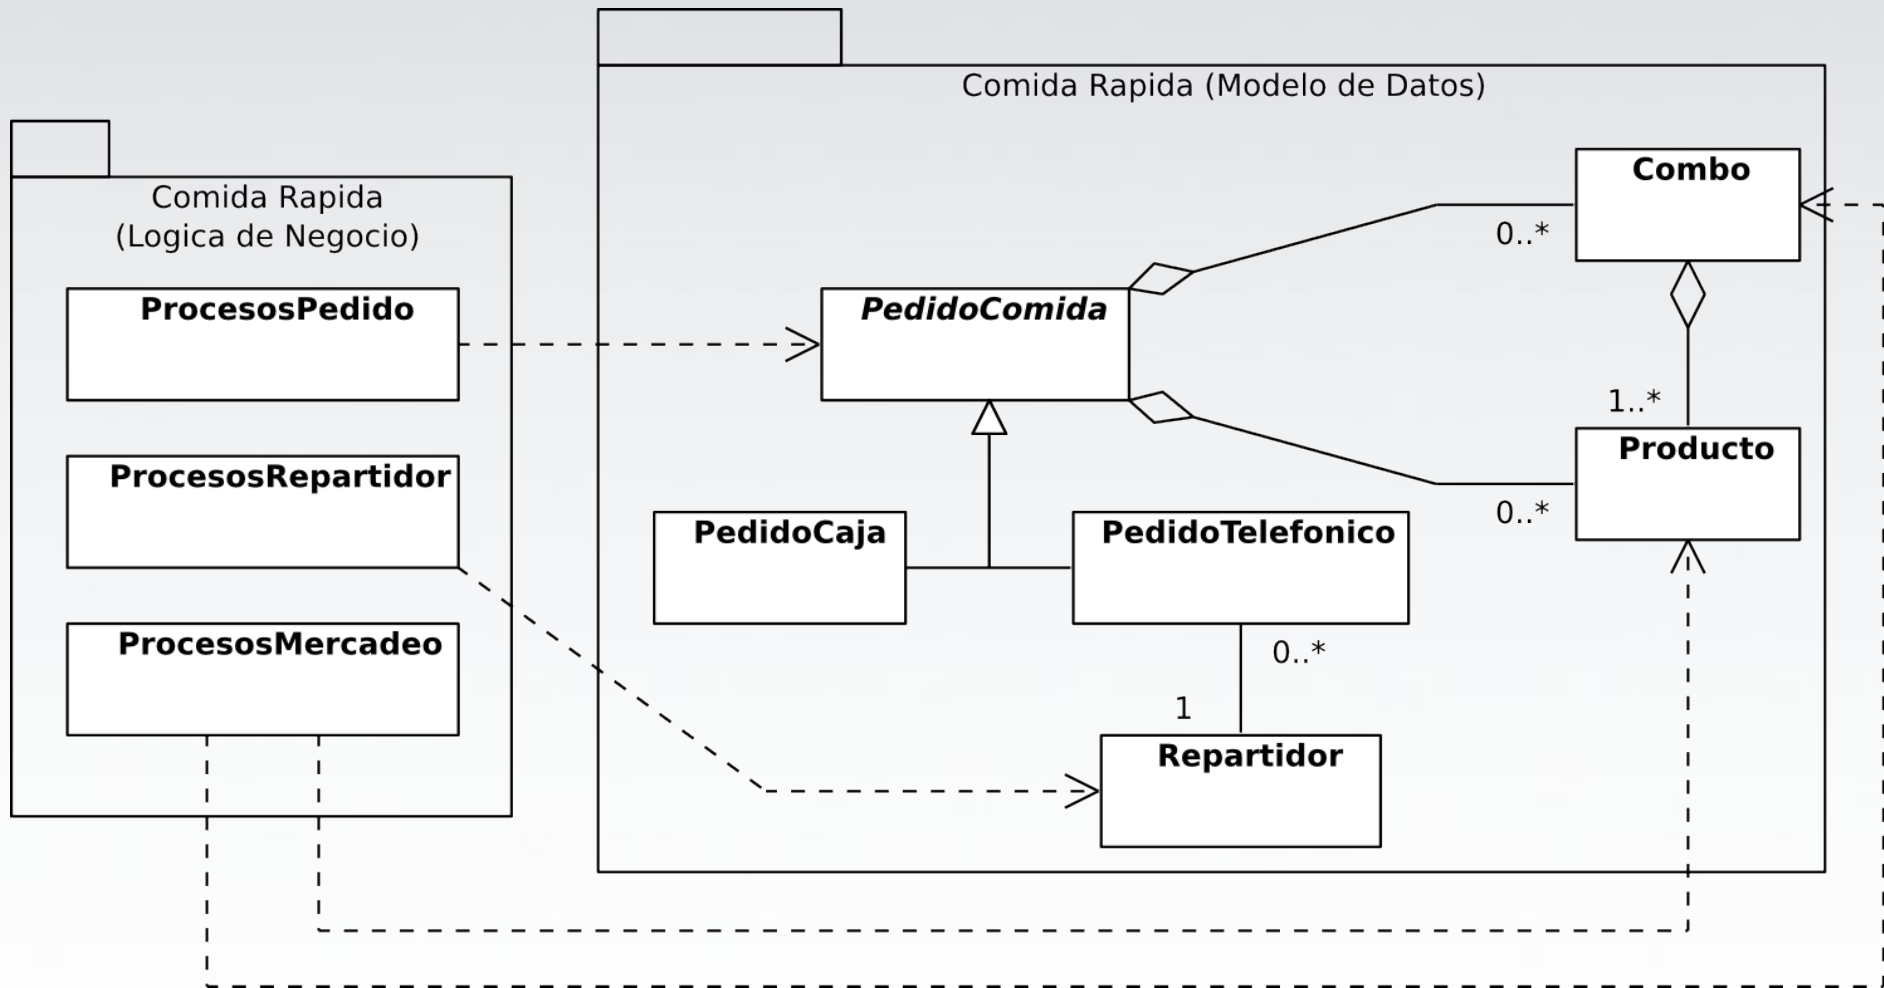 Comida Rapida (Modelo de Datos)
Combo
0..*
Comida Rapida
(Logica de Negocio)
ProcesosPedido
PedidoComida
1..*
Producto
ProcesosRepartidor
0..*
PedidoCaja
PedidoTelefonico
ProcesosMercadeo
0..*
1
Repartidor